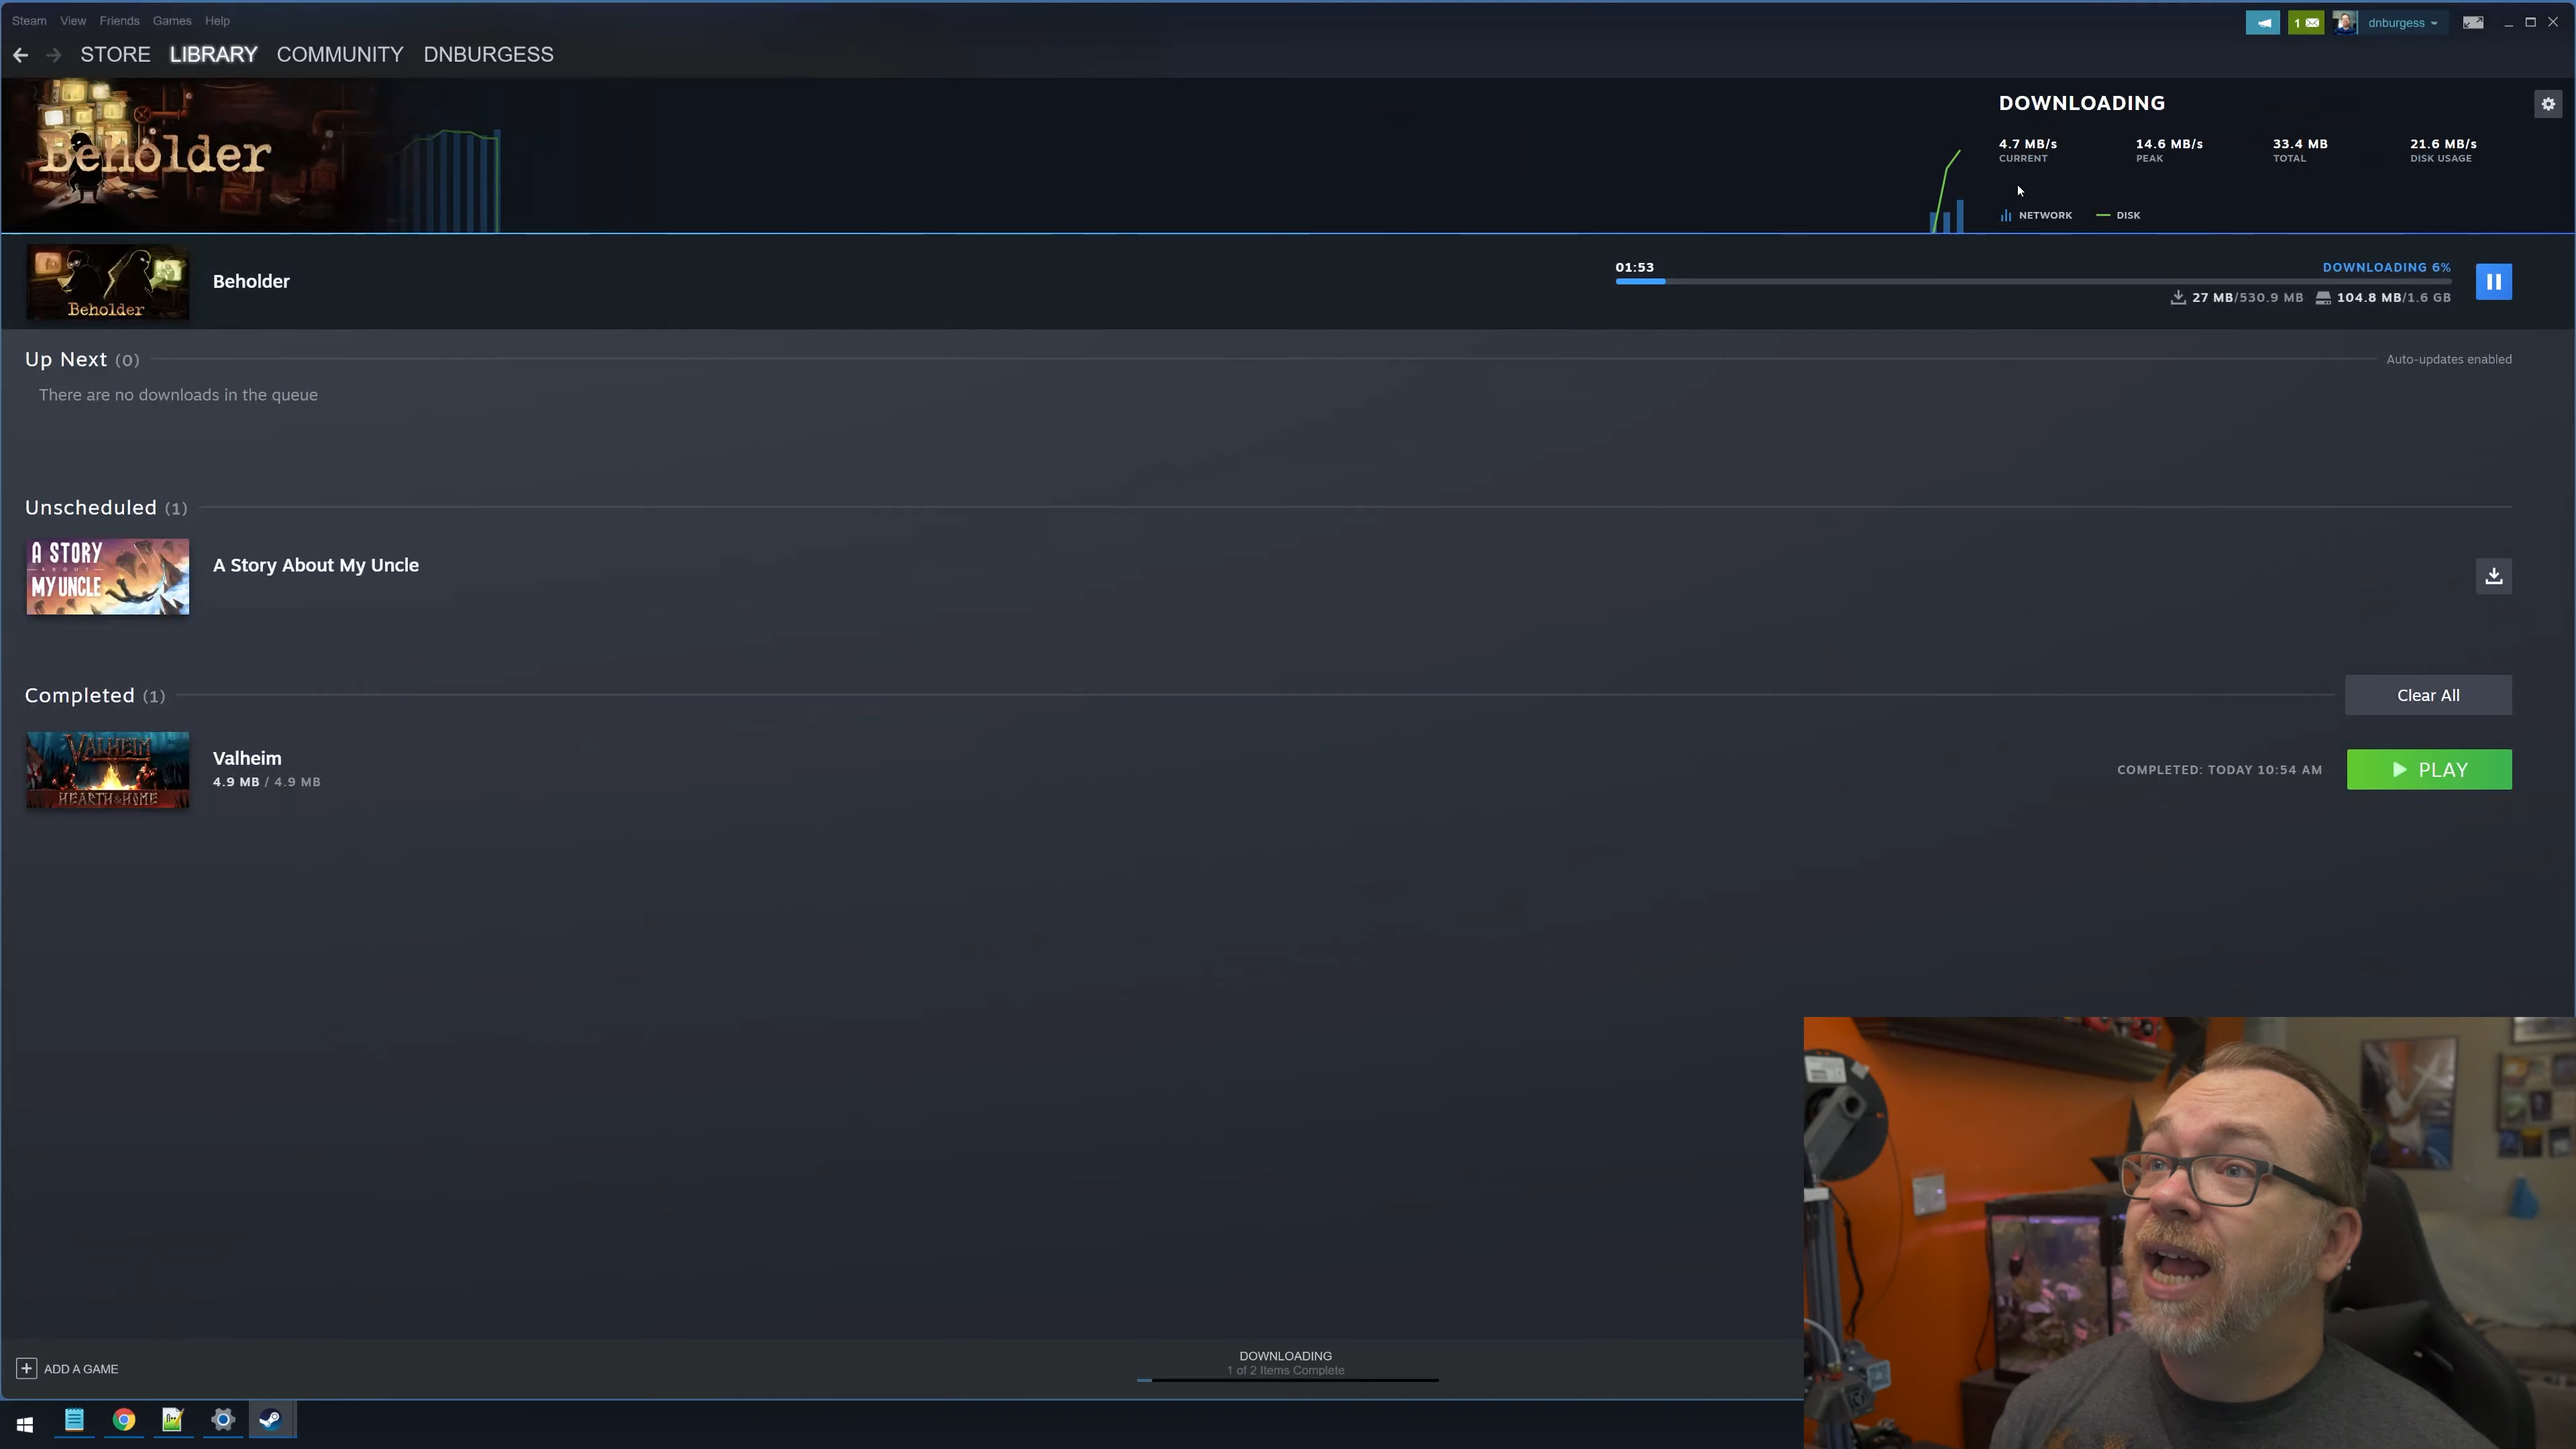 Steam View Friends Games Help
1
dnburgess
STORE LIBRARY COMMUNITY DNBURGESS
Beholder
DOWNLOADING
4.7 MB/s 14.6 MB/s 33.4 MB 21.6 MB/s
CURRENT PEAK TOTAL DISK USAGE
NETWORK DISK
Beholder
Beholder
01:53
DOWNLOADING 6%
27 MB/530.9 MB 104.8 MB/1.6 GB
Up Next (0)
Auto-updates enabled
There are no downloads in the queue
Unscheduled (1)
A STORY
ABOUT
MY UNCLE
A Story About My Uncle
Completed (1)
Clear All
VALHEIM
HEARTH & HOME
Valheim
4.9 MB / 4.9 MB
COMPLETED: TODAY 10:54 AM
PLAY
ADD A GAME
DOWNLOADING
1 of 2 Items Complete